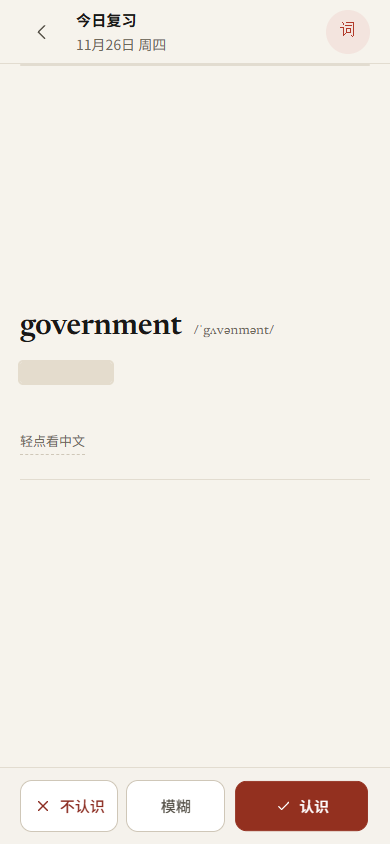 今日复习
11月26日 周四
词
government /ˈɡʌvənmənt/
轻点看中文
不认识
模糊
认识